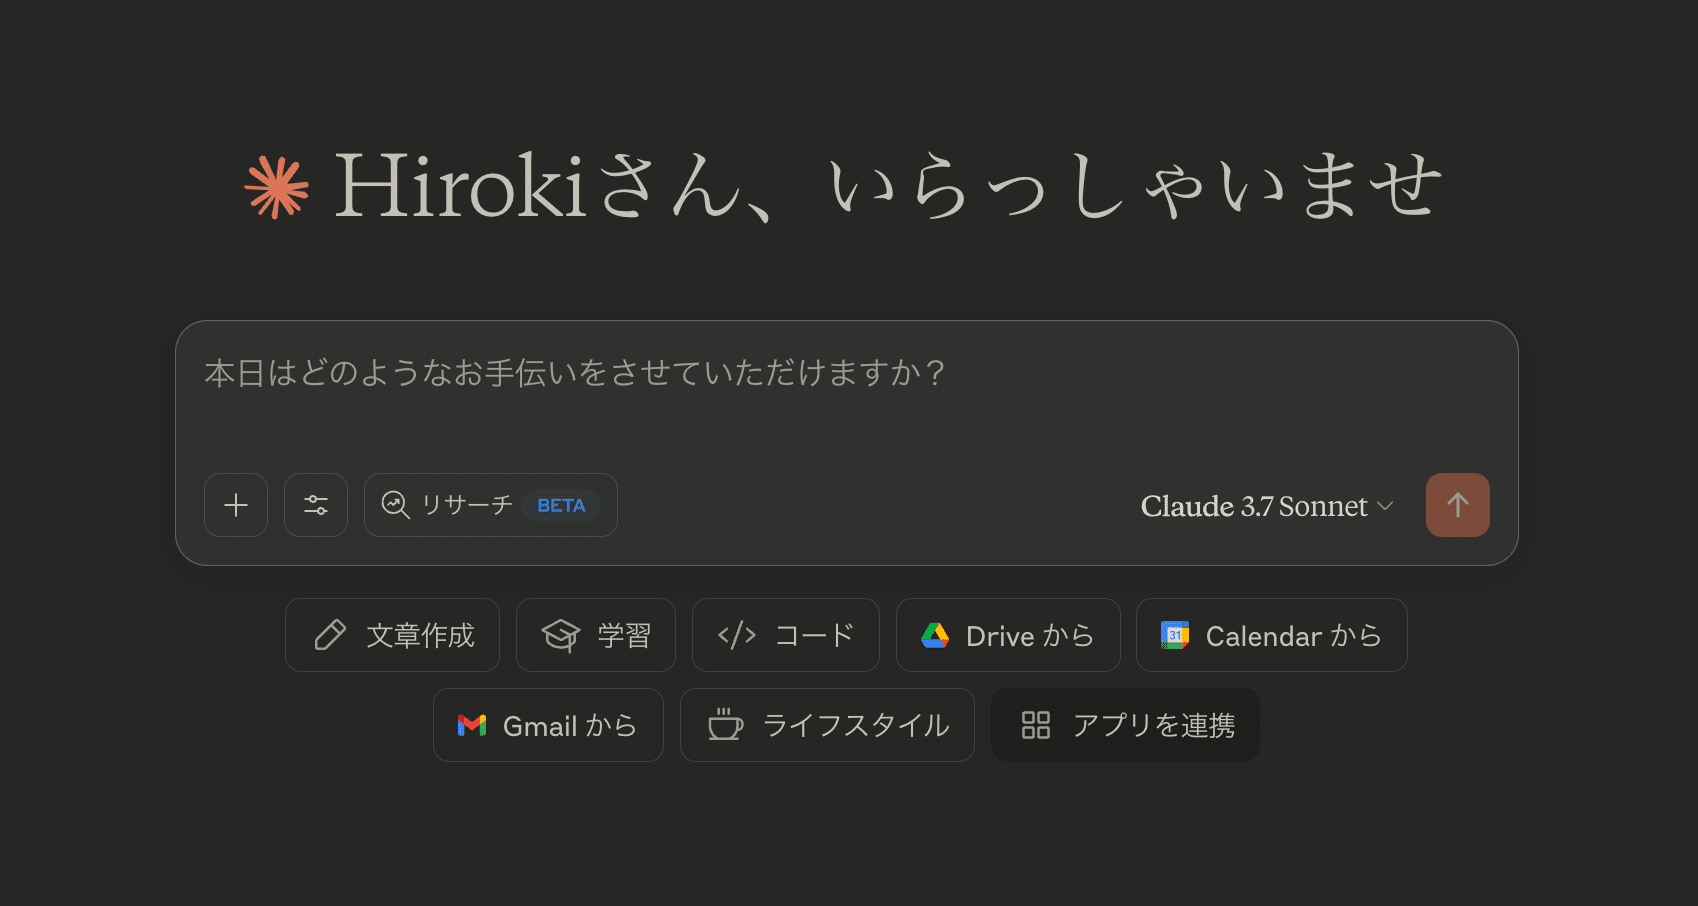 Hirokiさん、いらっしゃいませ
本日はどのようなお手伝いをさせていただけますか？
リサーチ BETA
Claude 3.7 Sonnet
文章作成
学習
</> コード
Drive から
31 Calendar から
Gmail から
ライフスタイル
アプリを連携